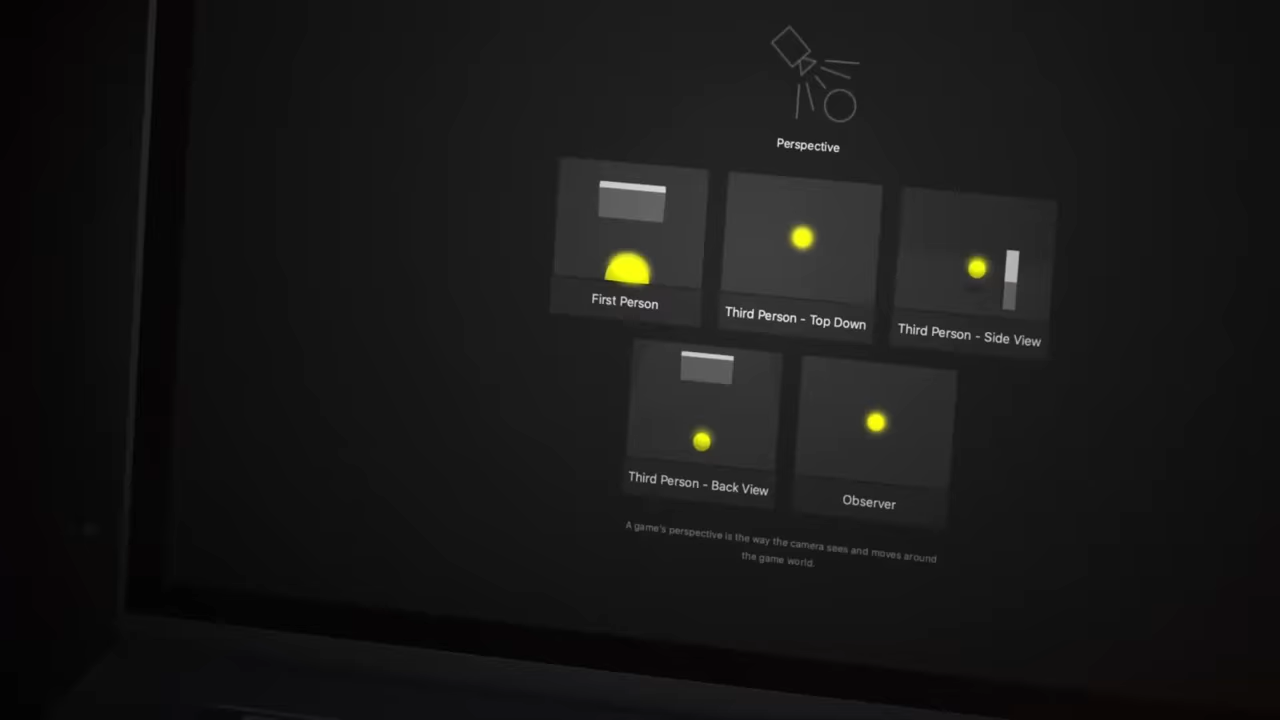 Perspective
First Person
Third Person - Top Down
Third Person - Side View
Third Person - Back View
Observer
A game's perspective is the way the camera sees and moves around
the game world.